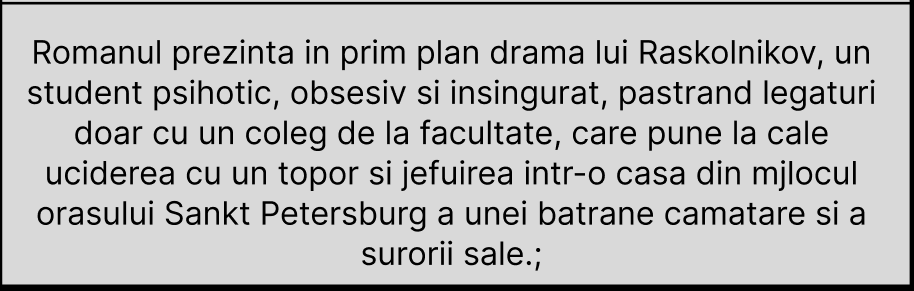 Romanul prezinta in prim plan drama lui Raskolnikov, un
student psihotic, obsesiv si insingurat, pastrand legaturi
doar cu un coleg de la facultate, care pune la cale
uciderea cu un topor si jefuirea intr-o casa din mjlocul
orasului Sankt Petersburg a unei batrane camatare si a
surorii sale.;